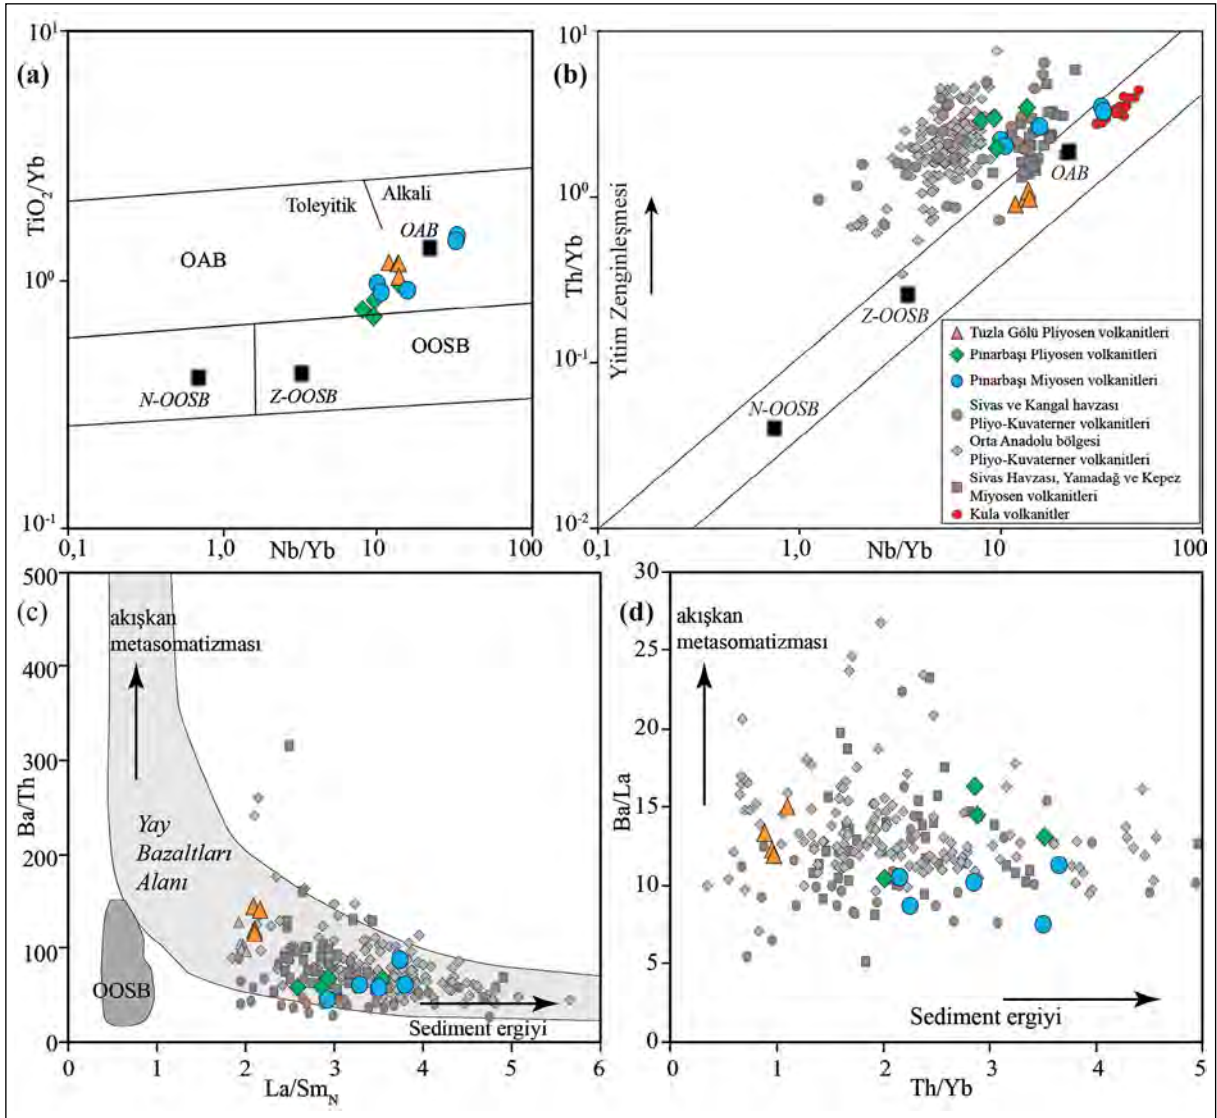 (a)
10¹
10⁰
10⁻¹
TiO₂/Yb
Toleyitik
Alkali
OAB
OAB
OOSB
N-OOSB
Z-OOSB
0,1
1,0
10
100
Nb/Yb
(b)
10¹
10⁰
10⁻¹
10⁻²
Th/Yb
Yitim Zenginleşmesi
OAB
Z-OOSB
N-OOSB
Tuzla Gölü Pliyosen volkanitleri
Pınarbaşı Pliyosen volkanitleri
Pınarbaşı Miyosen volkanitleri
Sivas ve Kangal havzası
Pliyo-Kuvaterner volkanitleri
Orta Anadolu bölgesi
Pliyo-Kuvaterner volkanitleri
Sivas Havzası, Yamadağ ve Kepez
Miyosen volkanitleri
Kula volkanitler
0,1
1,0
10
100
Nb/Yb
(c)
500
400
300
200
100
0
Ba/Th
akışkan
metasomatizması
Yay
Bazaltları
Alanı
OOSB
Sediment ergiyi
0
1
2
3
4
5
6
La/Smₙ
(d)
30
25
20
15
10
5
0
Ba/La
akışkan
metasomatizması
Sediment ergiyi
0
1
2
3
4
5
Th/Yb